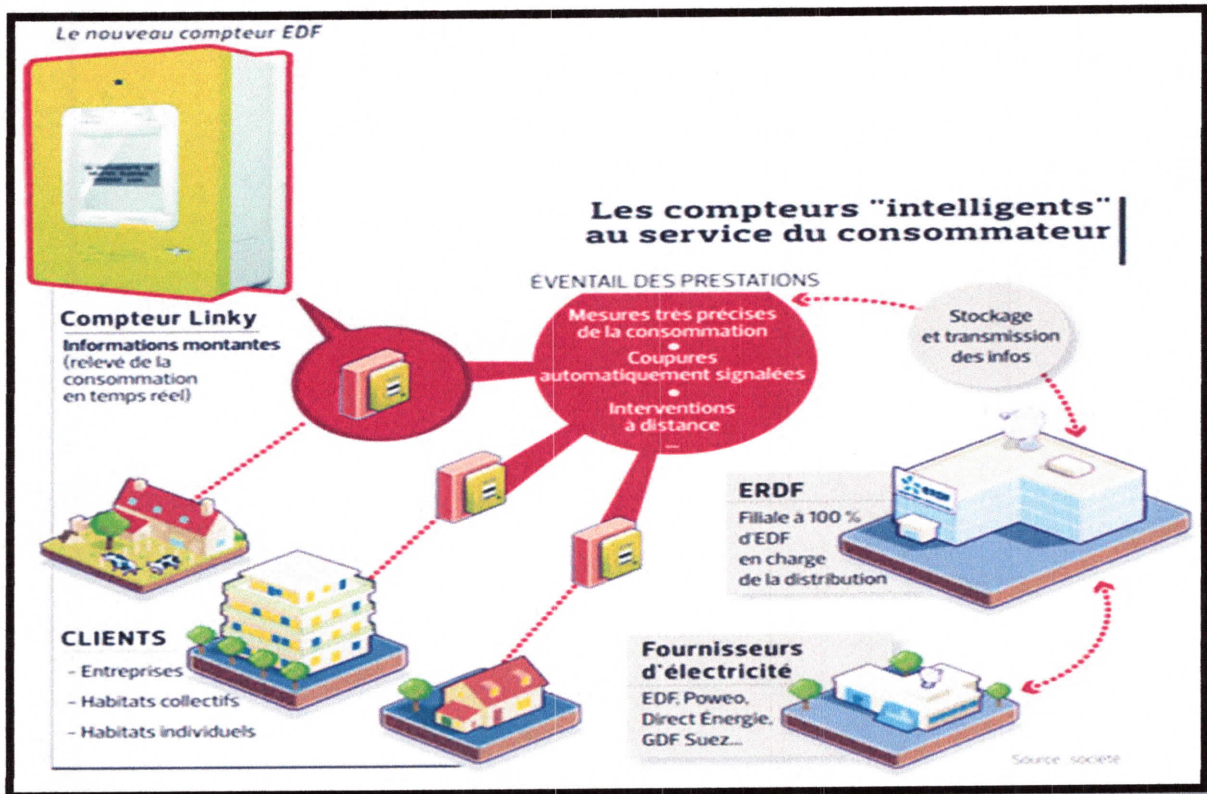 Le nouveau compteur EDF
Les compteurs "intelligents"
au service du consommateur
ÉVENTAIL DES PRESTATIONS
Mesures très précises
de la consommation
Coupures
automatiquement signalées
Interventions
à distance
...
Stockage
et transmission
des infos
Compteur Linky
Informations montantes
(relevé de la
consommation
en temps réel)
ERDF
Filiale à 100 %
d'EDF
en charge
de la distribution
ERDF
CLIENTS
- Entreprises
- Habitats collectifs
- Habitats individuels
Fournisseurs
d'électricité
EDF, Poweo,
Direct Énergie,
GDF Suez...
Source : société